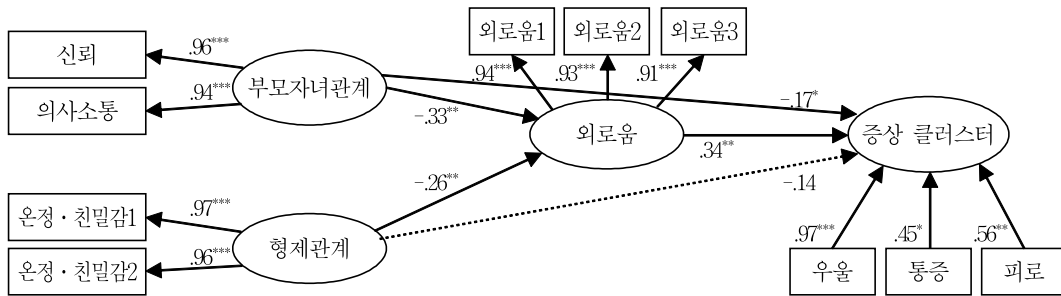 외로움1
외로움2
외로움3
신뢰
.96***
부모자녀관계
.94***
.93***
.91***
의사소통
.94***
-.33**
외로움
-.17*
증상 클러스터
.34**
-.26**
-.14
온정·친밀감1
.97***
형제관계
온정·친밀감2
.96***
.97***
.45*
.56**
우울
통증
피로